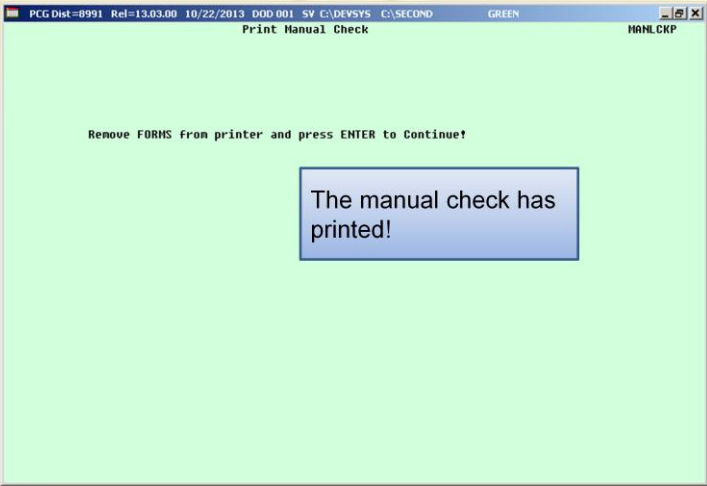 PCG Dist=8991 Rel=13.03.00 10/22/2013 DOD 001 SV C:\DEVSYS C:\SECOND GREEN
Print Manual Check MANLCKP
Remove FORMS from printer and press ENTER to Continue!
The manual check has
printed!